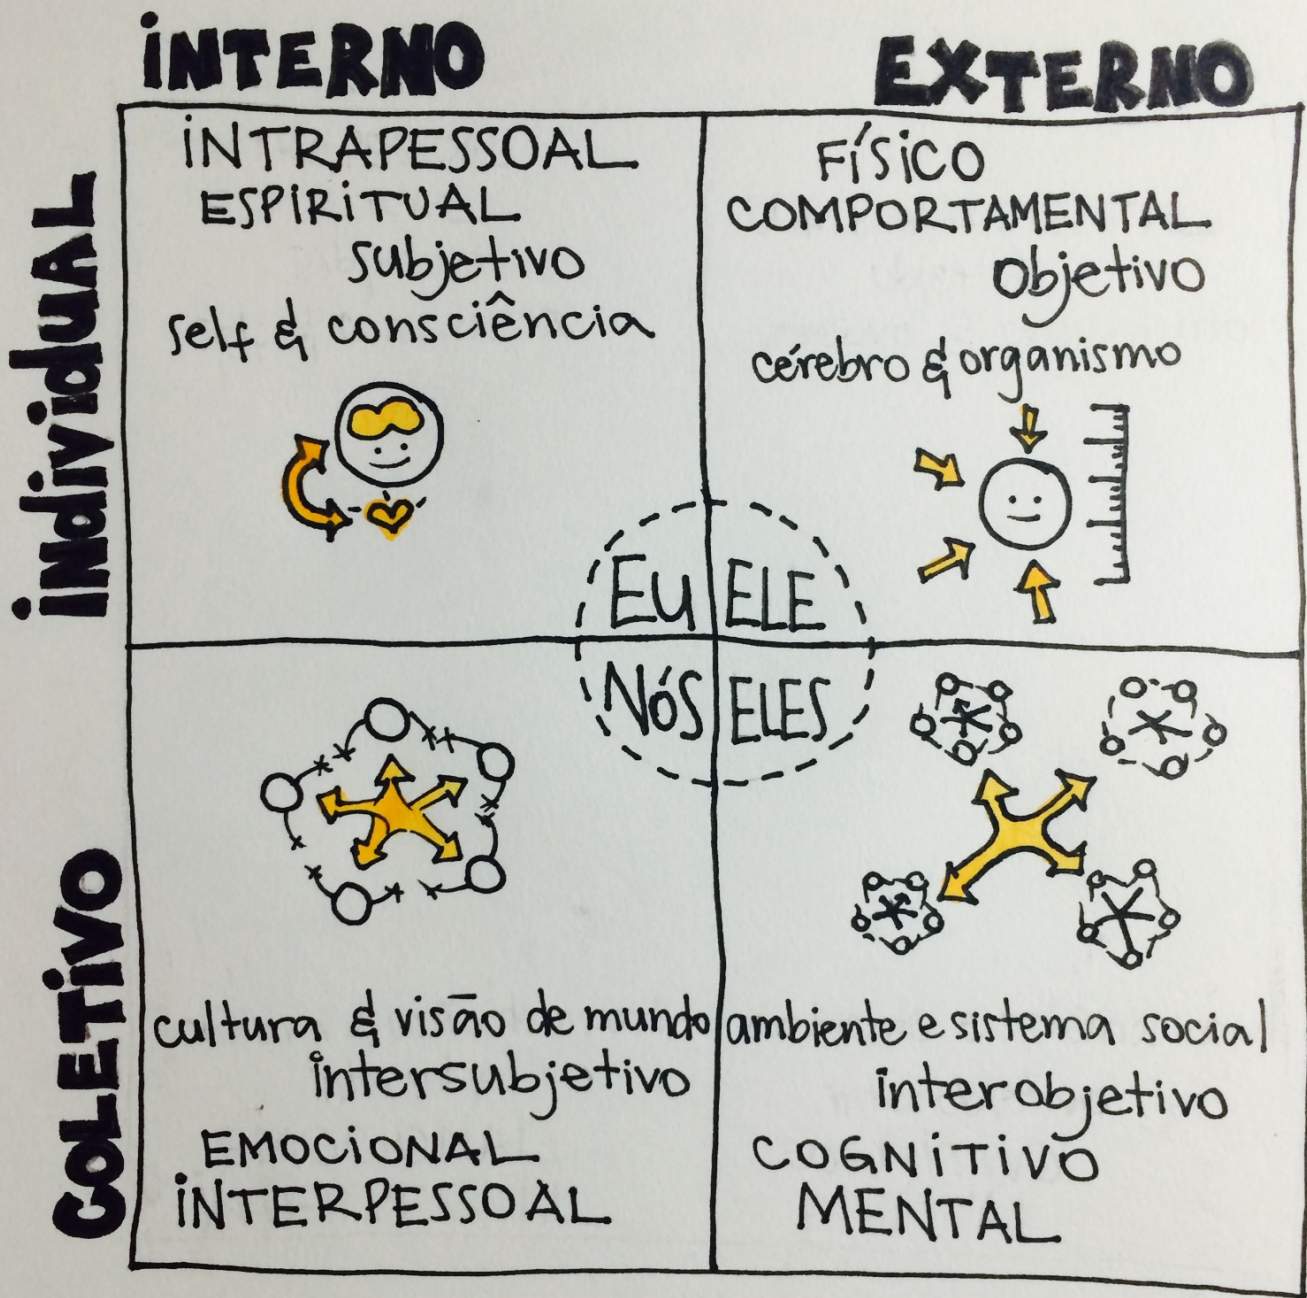 iNTERNO
EXTERNO
iNdividUAL
COLETiVO
iNTRAPESSOAL
ESPiRiTUAL
subjetivo
self & consciência
FíSiCO
COMPORTAMENTAL
objetivo
cérebro & organismo
EU
ELE
NóS
ELES
cultura & visão de mundo
intersubjetivo
EMOCiONAL
iNTERPESSOAL
ambiente e sistema social
interobjetivo
COGNiTiVO
MENTAL